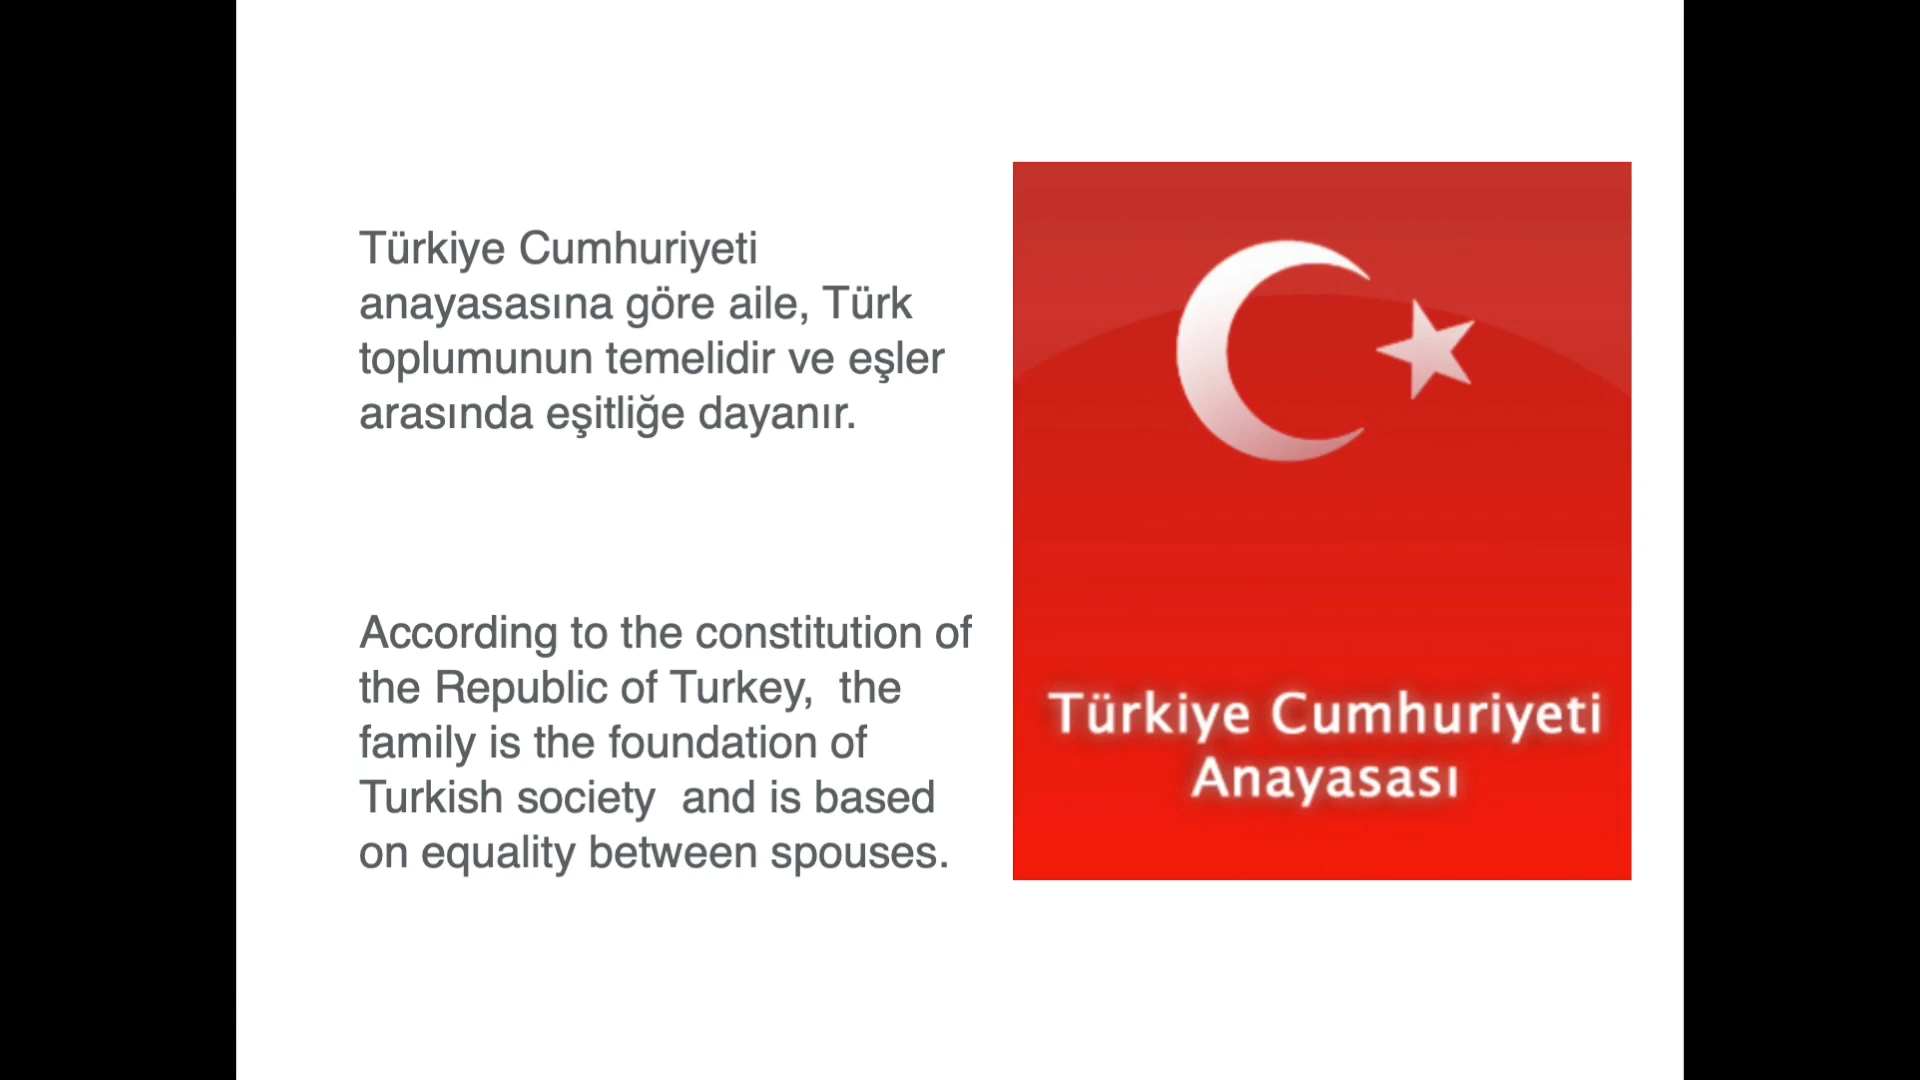 Türkiye Cumhuriyeti
anayasasına göre aile, Türk
toplumunun temelidir ve eşler
arasında eşitliğe dayanır.
According to the constitution of
the Republic of Turkey,  the
family is the foundation of
Turkish society  and is based
on equality between spouses.
Türkiye Cumhuriyeti
Anayasası